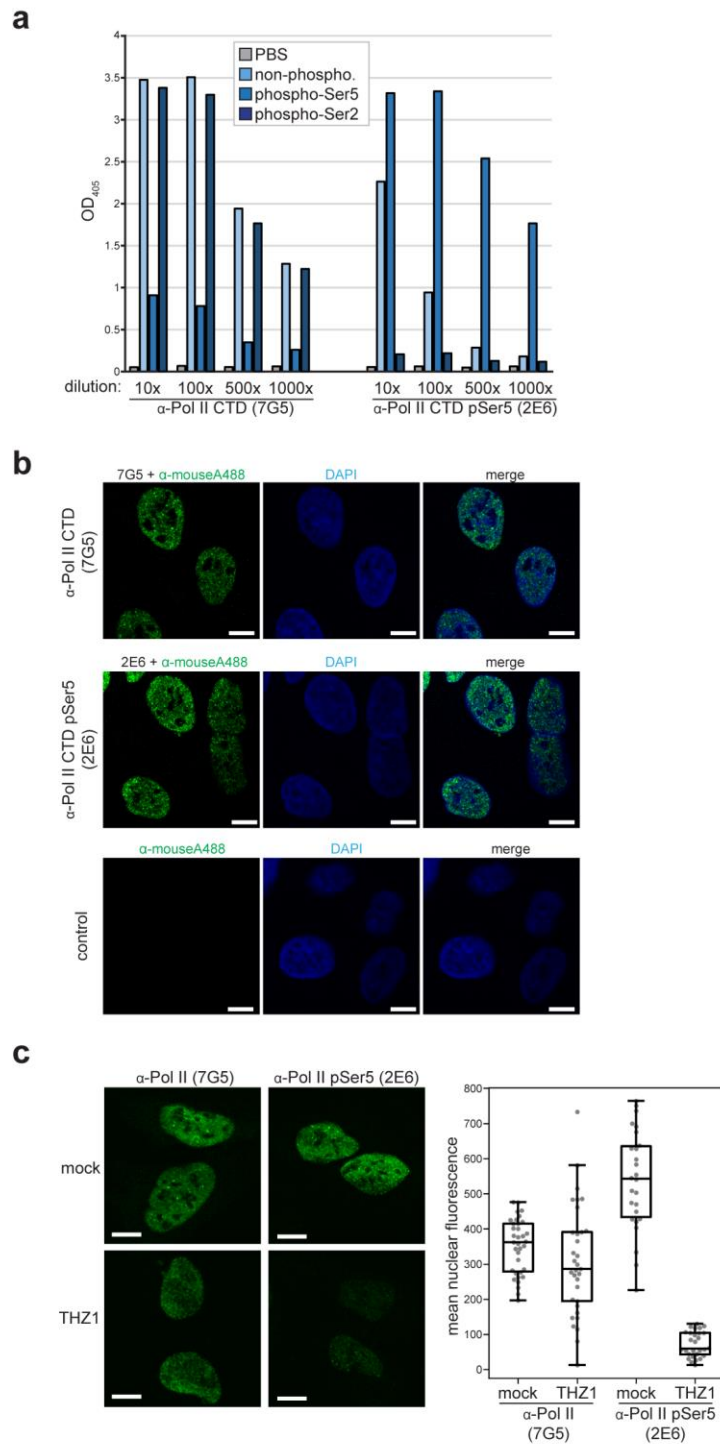 a
PBS
non-phospho.
phospho-Ser5
phospho-Ser2
OD405
4
3.5
3
2.5
2
1.5
1
0.5
0
dilution: 10x 100x 500x 1000x 10x 100x 500x 1000x
α-Pol II CTD (7G5) α-Pol II CTD pSer5 (2E6)
b
7G5 + α-mouseA488 DAPI merge
α-Pol II CTD
(7G5)
2E6 + α-mouseA488 DAPI merge
α-Pol II CTD pSer5
(2E6)
α-mouseA488 DAPI merge
control
c
α-Pol II (7G5) α-Pol II pSer5 (2E6)
mock
THZ1
mean nuclear fluorescence
800
700
600
500
400
300
200
100
0
mock THZ1 mock THZ1
α-Pol II α-Pol II pSer5
(7G5) (2E6)